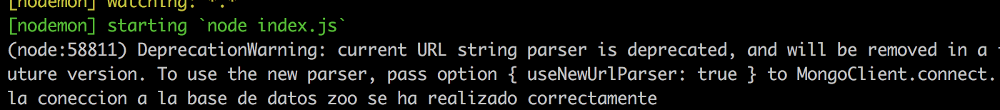 [nodemon] watching: *.*
[nodemon] starting `node index.js`
(node:58811) DeprecationWarning: current URL string parser is deprecated, and will be removed in a f
uture version. To use the new parser, pass option { useNewUrlParser: true } to MongoClient.connect.
la coneccion a la base de datos zoo se ha realizado correctamente